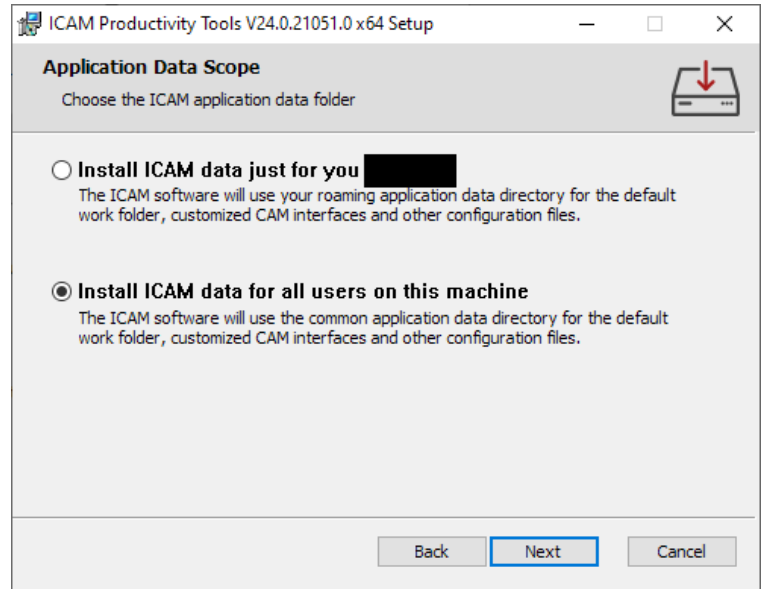 ICAM Productivity Tools V24.0.21051.0 x64 Setup
Application Data Scope
Choose the ICAM application data folder
Install ICAM data just for you
The ICAM software will use your roaming application data directory for the default
work folder, customized CAM interfaces and other configuration files.
Install ICAM data for all users on this machine
The ICAM software will use the common application data directory for the default
work folder, customized CAM interfaces and other configuration files.
Back
Next
Cancel